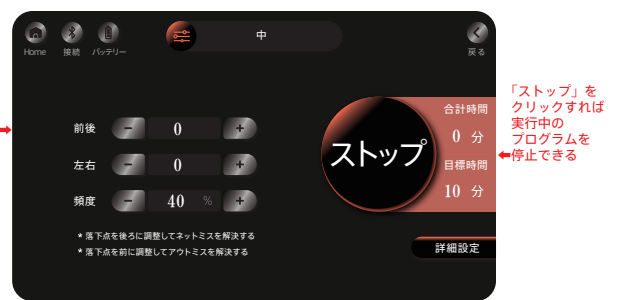 Home 接続 バッテリー
中
戻る
前後 - 0 +
左右 - 0 +
頻度 - 40 % +
* 落下点を後ろに調整してネットミスを解決する
* 落下点を前に調整してアウトミスを解決する
ストップ
合計時間
0 分
目標時間
10 分
詳細設定
「ストップ」を
クリックすれば
実行中の
プログラムを
停止できる